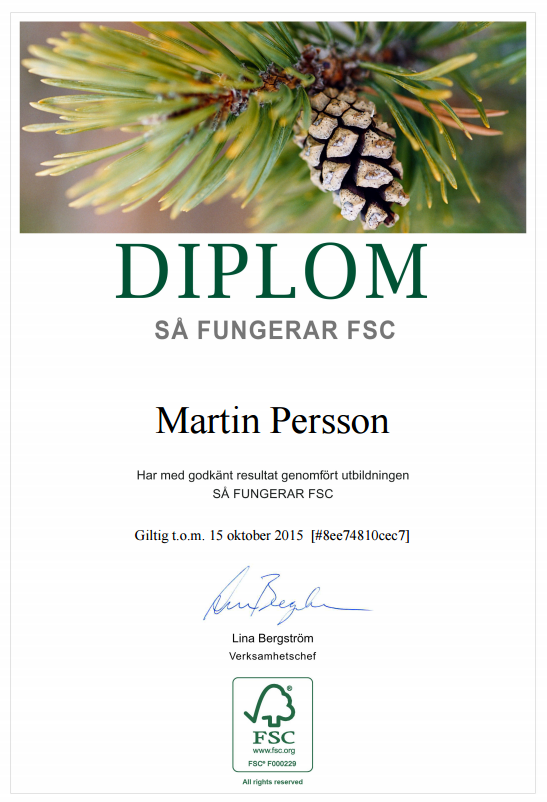 DIPLOM
SÅ FUNGERAR FSC
Martin Persson
Har med godkänt resultat genomfört utbildningen
SÅ FUNGERAR FSC
Giltig t.o.m. 15 oktober 2015 [#8ee74810cec7]
Lina Bergström
Verksamhetschef
®
FSC
www.fsc.org
FSC® F000229
All rights reserved